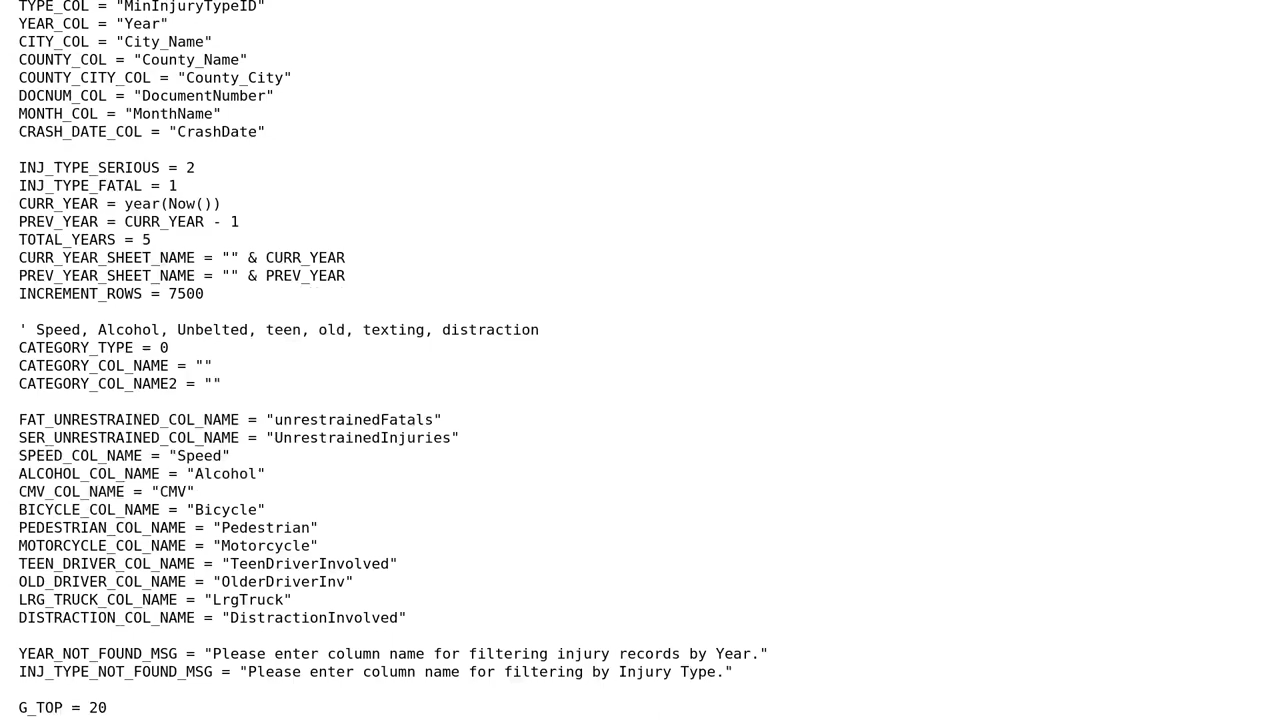 TYPE_COL = "MinInjuryTypeID"
YEAR_COL = "Year"
CITY_COL = "City_Name"
COUNTY_COL = "County_Name"
COUNTY_CITY_COL = "County_City"
DOCNUM_COL = "DocumentNumber"
MONTH_COL = "MonthName"
CRASH_DATE_COL = "CrashDate"

INJ_TYPE_SERIOUS = 2
INJ_TYPE_FATAL = 1
CURR_YEAR = year(Now())
PREV_YEAR = CURR_YEAR - 1
TOTAL_YEARS = 5
CURR_YEAR_SHEET_NAME = "" & CURR_YEAR
PREV_YEAR_SHEET_NAME = "" & PREV_YEAR
INCREMENT_ROWS = 7500

' Speed, Alcohol, Unbelted, teen, old, texting, distraction
CATEGORY_TYPE = 0
CATEGORY_COL_NAME = ""
CATEGORY_COL_NAME2 = ""

FAT_UNRESTRAINED_COL_NAME = "unrestrainedFatals"
SER_UNRESTRAINED_COL_NAME = "UnrestrainedInjuries"
SPEED_COL_NAME = "Speed"
ALCOHOL_COL_NAME = "Alcohol"
CMV_COL_NAME = "CMV"
BICYCLE_COL_NAME = "Bicycle"
PEDESTRIAN_COL_NAME = "Pedestrian"
MOTORCYCLE_COL_NAME = "Motorcycle"
TEEN_DRIVER_COL_NAME = "TeenDriverInvolved"
OLD_DRIVER_COL_NAME = "OlderDriverInv"
LRG_TRUCK_COL_NAME = "LrgTruck"
DISTRACTION_COL_NAME = "DistractionInvolved"

YEAR_NOT_FOUND_MSG = "Please enter column name for filtering injury records by Year."
INJ_TYPE_NOT_FOUND_MSG = "Please enter column name for filtering by Injury Type."

G_TOP = 20